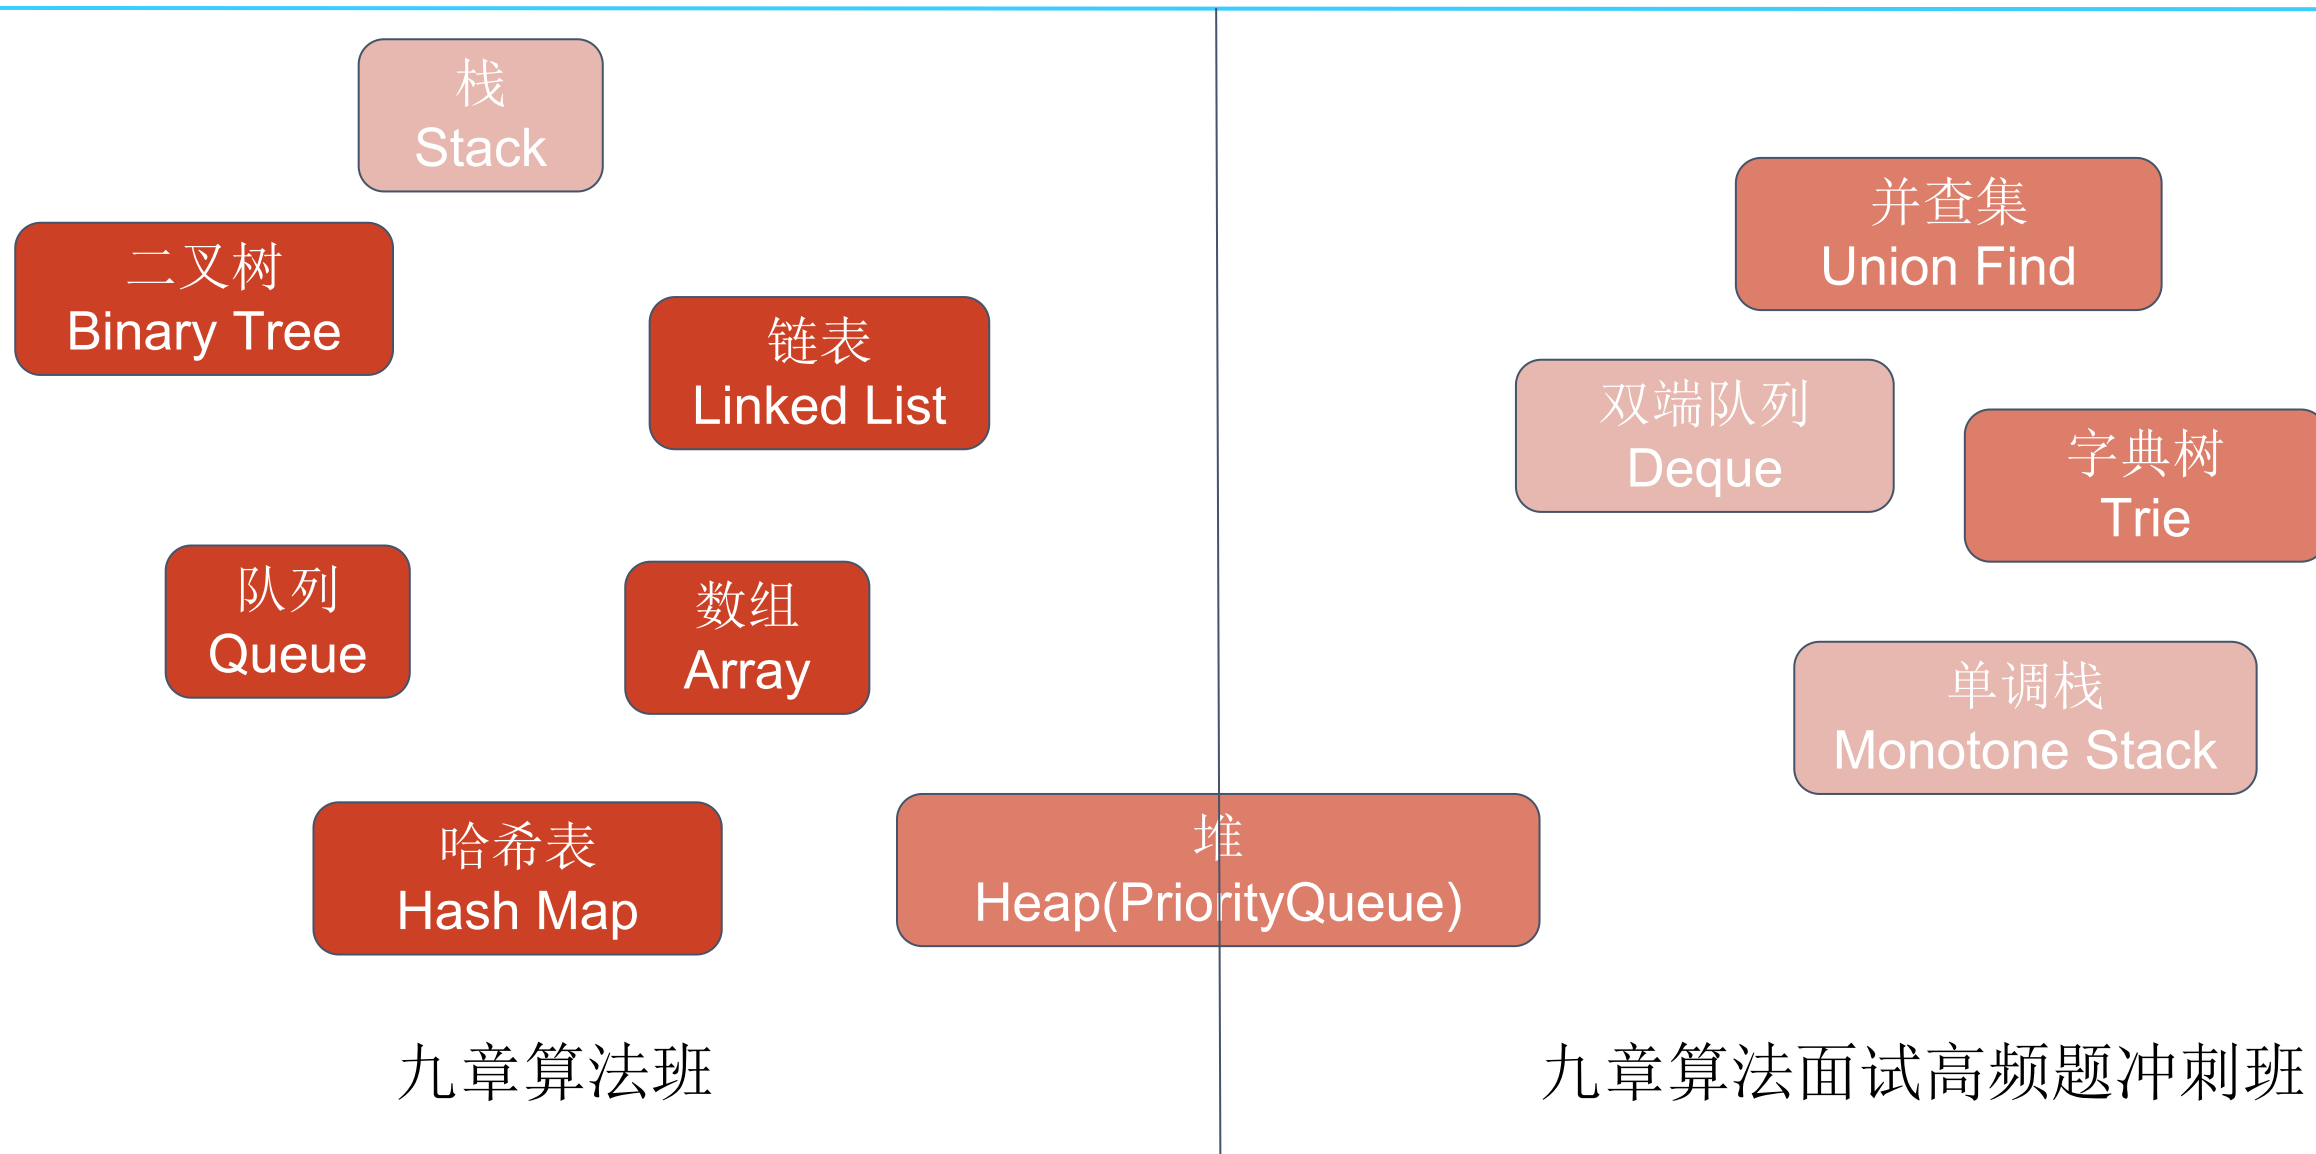 栈
Stack
二叉树
Binary Tree
链表
Linked List
队列
Queue
数组
Array
哈希表
Hash Map
堆
Heap(PriorityQueue)
九章算法班
并查集
Union Find
双端队列
Deque
字典树
Trie
单调栈
Monotone Stack
九章算法面试高频题冲刺班